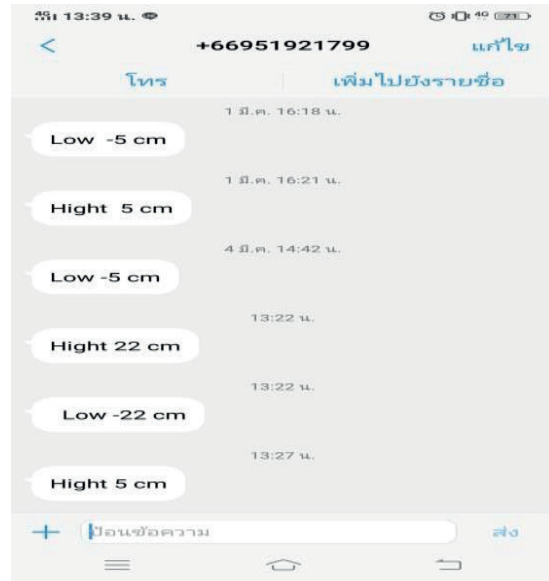 13:39 น.
4G 71
+66951921799
แก้ไข
โทร
เพิ่มไปยังรายชื่อ
1 มี.ค. 16:18 น.
Low -5 cm
1 มี.ค. 16:21 น.
Hight 5 cm
4 มี.ค. 14:42 น.
Low -5 cm
13:22 น.
Hight 22 cm
13:22 น.
Low -22 cm
13:27 น.
Hight 5 cm
ป้อนข้อความ
ส่ง